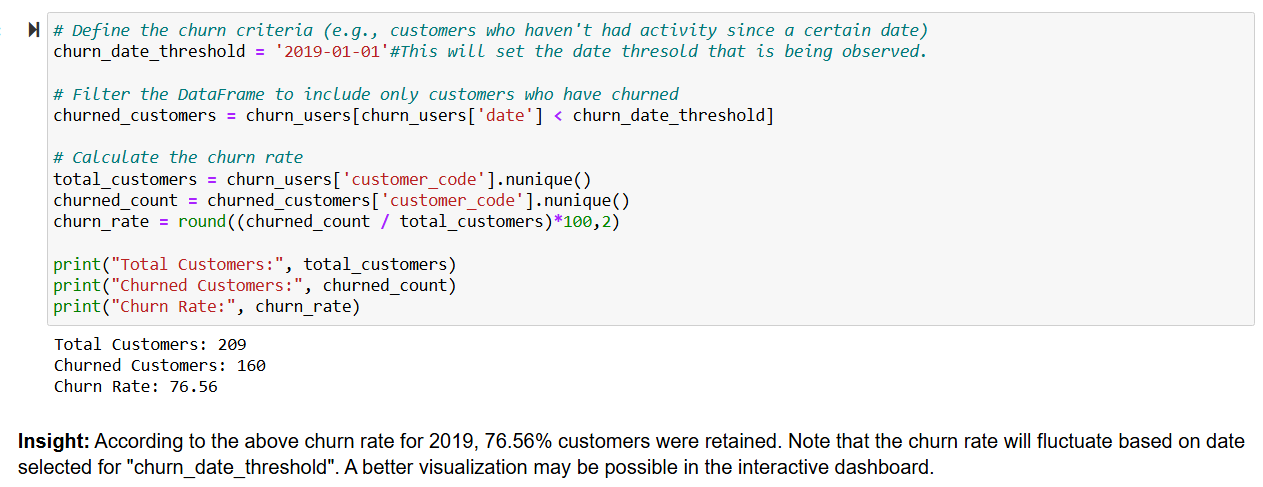 # Define the churn criteria (e.g., customers who haven't had activity since a certain date)
churn_date_threshold = '2019-01-01'#This will set the date thresold that is being observed.
# Filter the DataFrame to include only customers who have churned
churned_customers = churn_users[churn_users['date'] < churn_date_threshold]
# Calculate the churn rate
total_customers = churn_users['customer_code'].nunique()
churned_count = churned_customers['customer_code'].nunique()
churn_rate = round((churned_count / total_customers)*100,2)
print("Total Customers:", total_customers)
print("Churned Customers:", churned_count)
print("Churn Rate:", churn_rate)
Total Customers: 209
Churned Customers: 160
Churn Rate: 76.56
Insight: According to the above churn rate for 2019, 76.56% customers were retained. Note that the churn rate will fluctuate based on date
selected for "churn_date_threshold". A better visualization may be possible in the interactive dashboard.